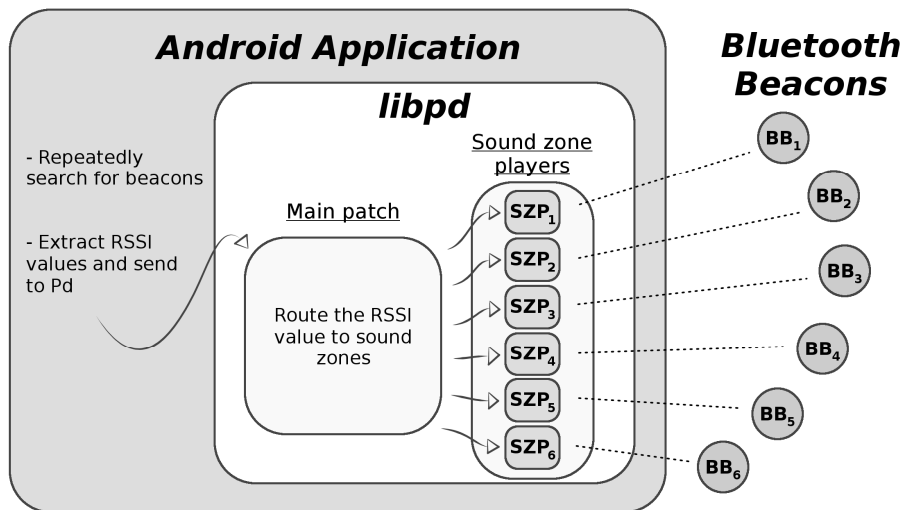 Android Application
Bluetooth
Beacons
libpd
Sound zone
players
- Repeatedly
search for beacons
Main patch
- Extract RSSI
values and send
to Pd
Route the RSSI
value to sound
zones
SZP1
SZP2
SZP3
SZP4
SZP5
SZP6
BB1
BB2
BB3
BB4
BB5
BB6